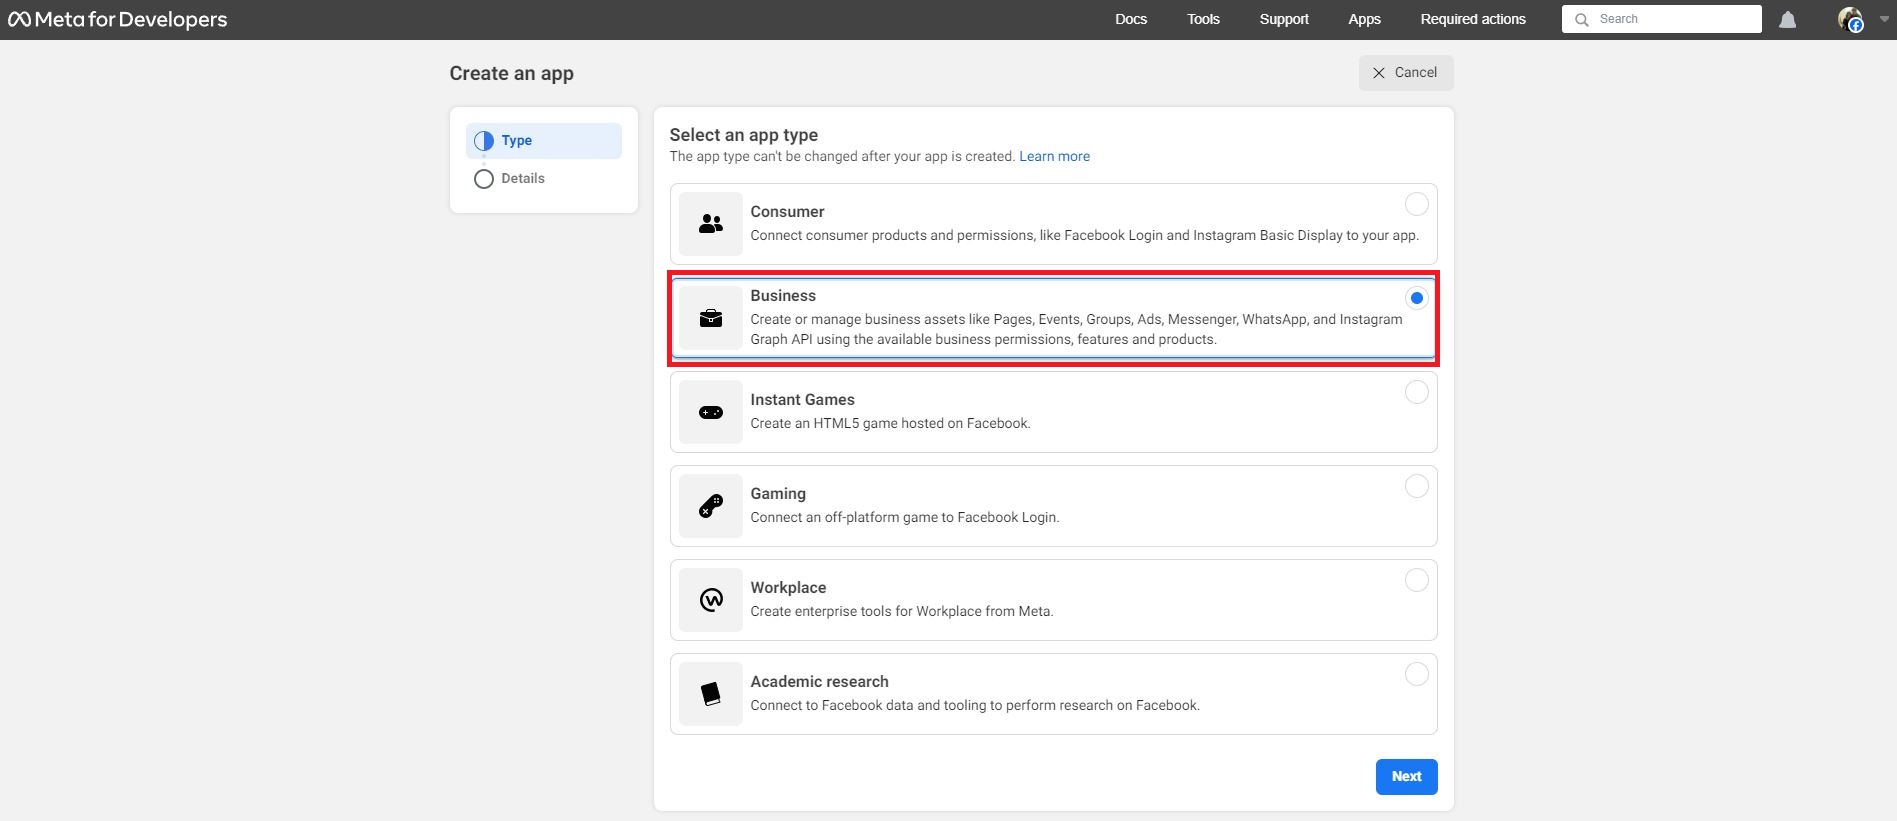 Meta for Developers
Docs
Tools
Support
Apps
Required actions
Search
Create an app
Cancel
Type
Details
Select an app type
The app type can't be changed after your app is created. Learn more
Consumer
Connect consumer products and permissions, like Facebook Login and Instagram Basic Display to your app.
Business
Create or manage business assets like Pages, Events, Groups, Ads, Messenger, WhatsApp, and Instagram
Graph API using the available business permissions, features and products.
Instant Games
Create an HTML5 game hosted on Facebook.
Gaming
Connect an off-platform game to Facebook Login.
Workplace
Create enterprise tools for Workplace from Meta.
Academic research
Connect to Facebook data and tooling to perform research on Facebook.
Next